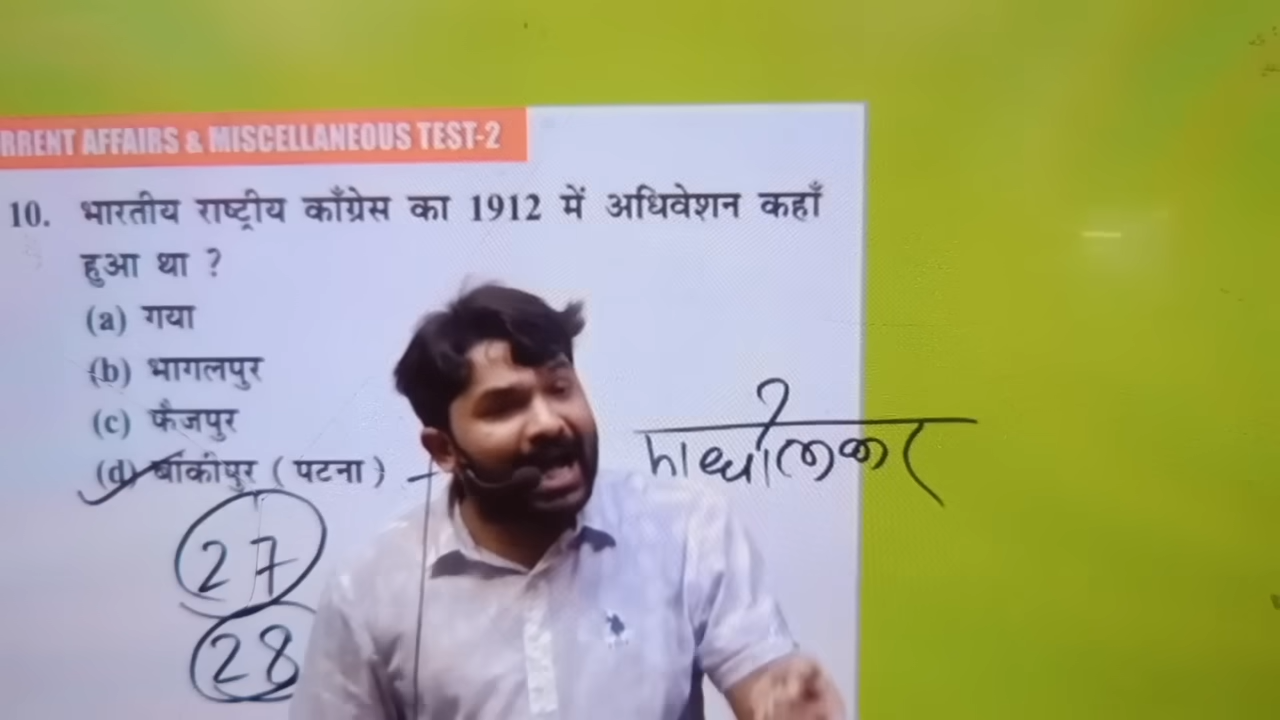 RRENT AFFAIRS & MISCELLANEOUS TEST-2
10. भारतीय राष्ट्रीय काँग्रेस का 1912 में अधिवेशन कहाँ
हुआ था ?
(a) गया
(b) भागलपुर
(c) फैजपुर
(d) बांकीपुर (पटना)
27
28